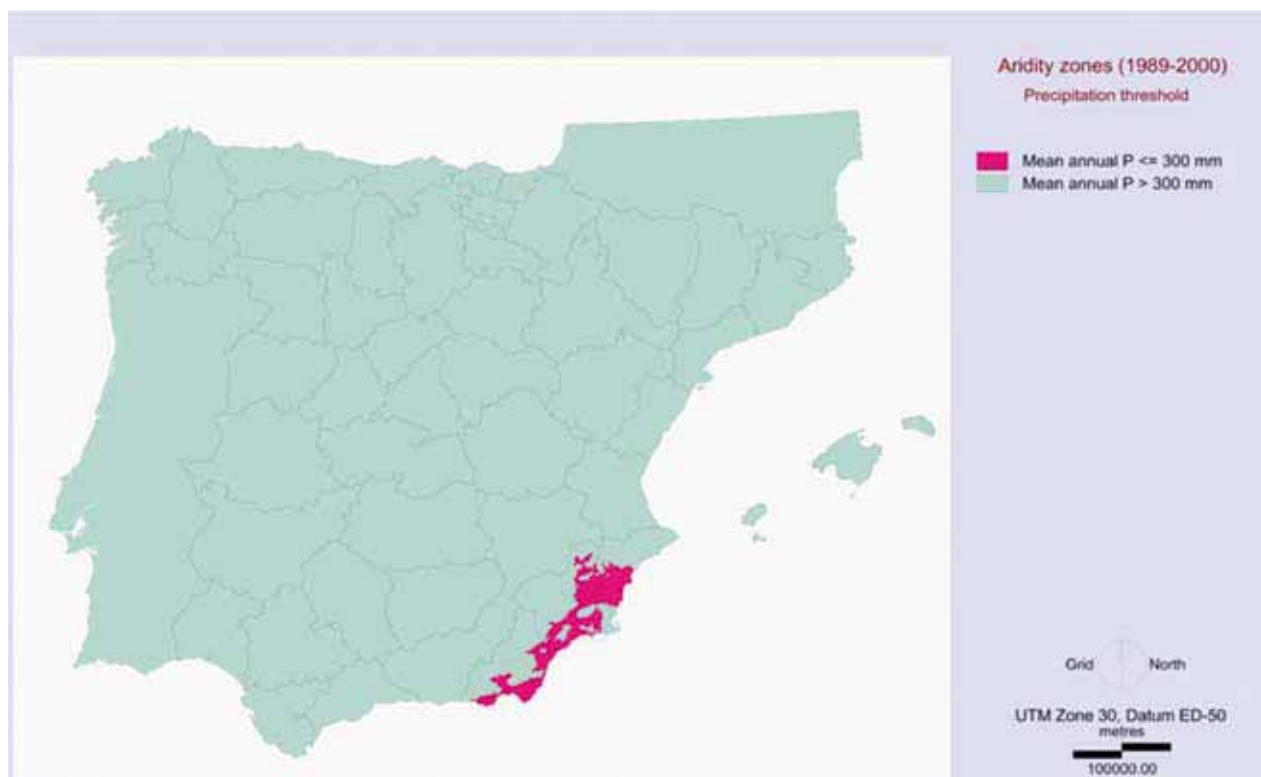 Aridity zones (1989-2000)
Precipitation threshold
Mean annual P <= 300 mm
Mean annual P > 300 mm
Grid North
UTM Zone 30, Datum ED-50
metres
100000.00